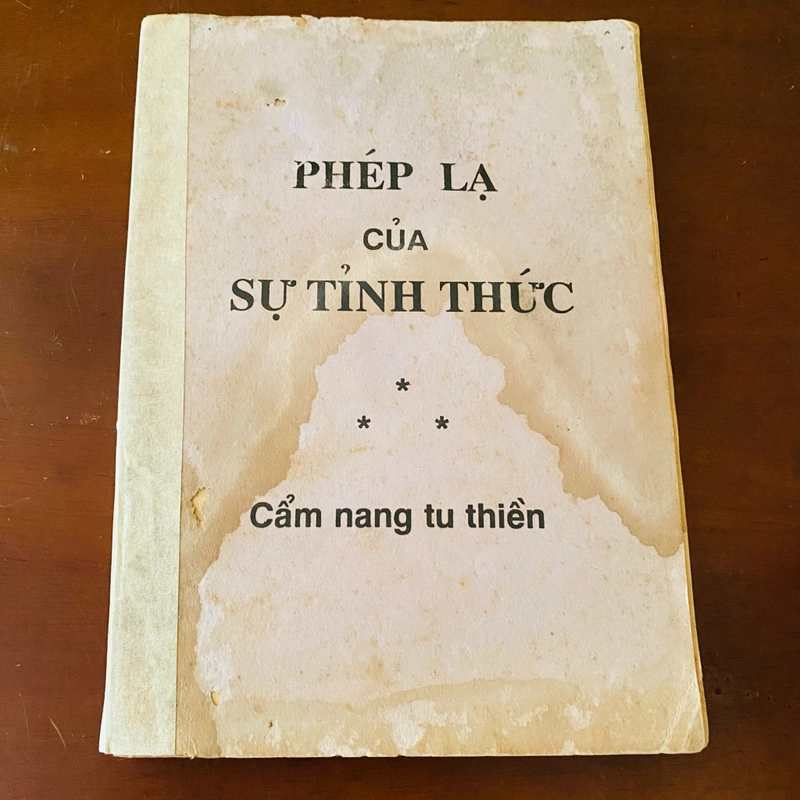 PHÉP LẠ
CỦA
SỰ TỈNH THỨC
*
* *
Cẩm nang tu thiền